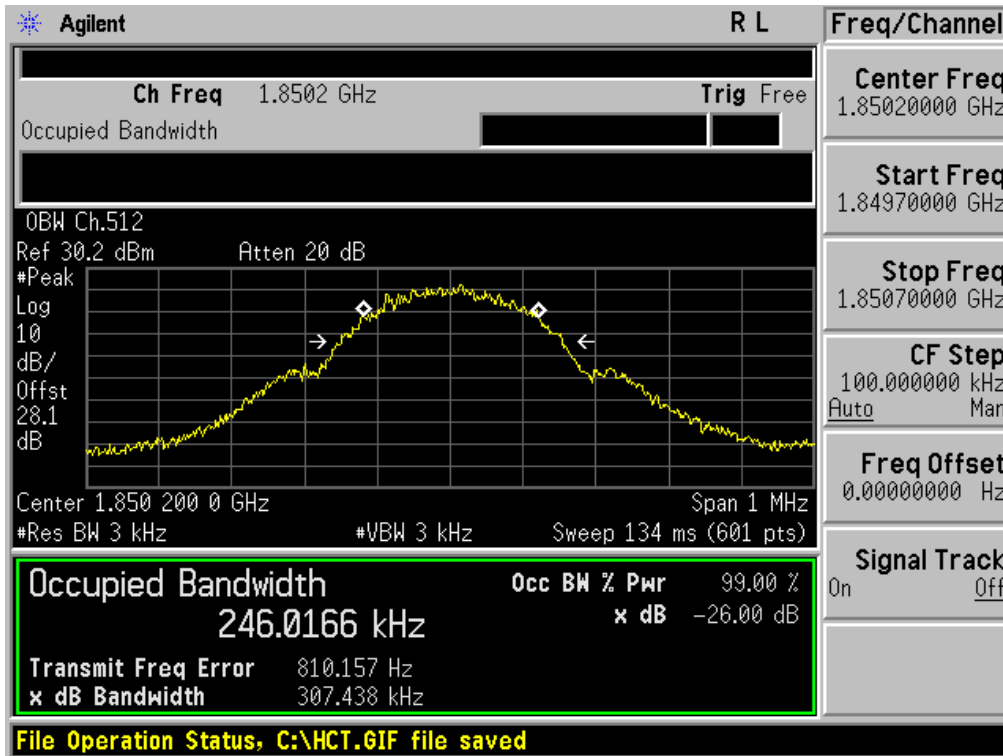 Agilent
R L
Freq/Channel
Ch Freq 1.8502 GHz
Trig Free
Occupied Bandwidth
Center Freq
1.85020000 GHz
Start Freq
1.84970000 GHz
Stop Freq
1.85070000 GHz
CF Step
100.000000 kHz
Auto Man
Freq Offset
0.00000000 Hz
Signal Track
On Off
OBW Ch.512
Ref 30.2 dBm
Atten 20 dB
#Peak
Log
10
dB/
Offst
28.1
dB
Center 1.850 200 0 GHz
Span 1 MHz
#Res BW 3 kHz
#VBW 3 kHz
Sweep 134 ms (601 pts)
Occupied Bandwidth
246.0166 kHz
Occ BW % Pwr 99.00 %
x dB -26.00 dB
Transmit Freq Error 810.157 Hz
x dB Bandwidth 307.438 kHz
File Operation Status, C:\HCT.GIF file saved